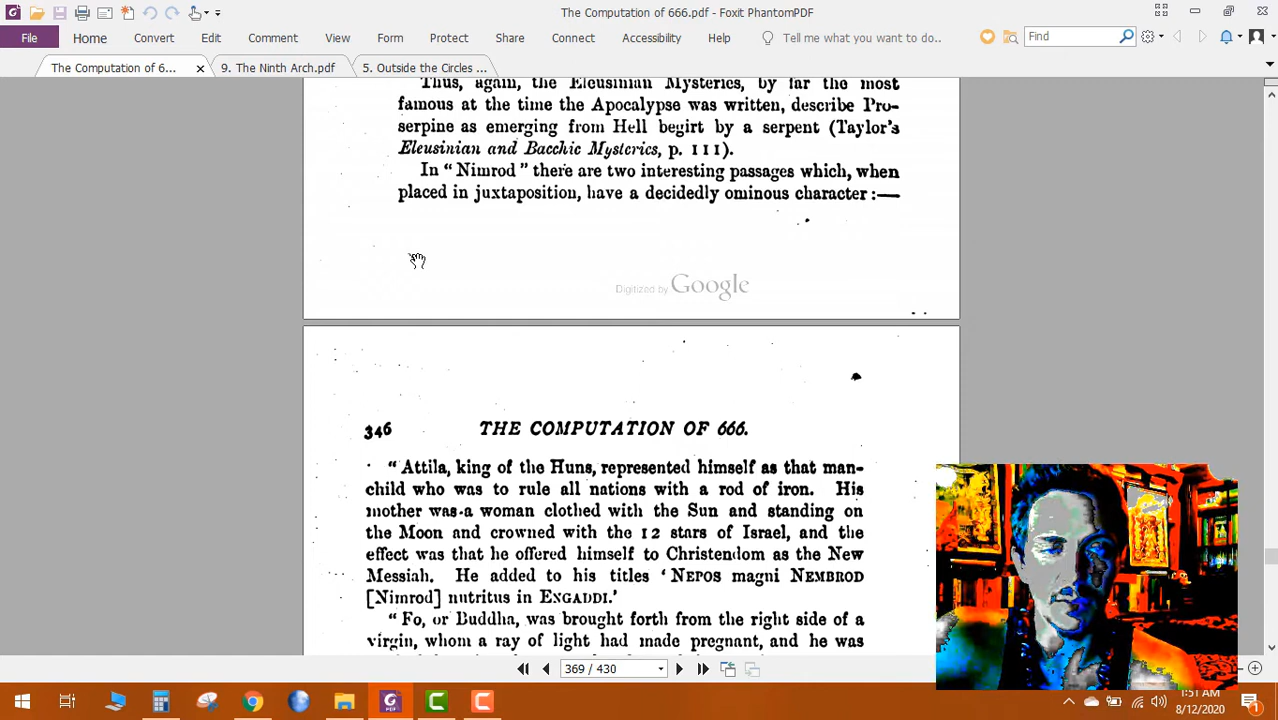 The Computation of 666.pdf - Foxit PhantomPDF
File Home Convert Edit Comment View Form Protect Share Connect Accessibility Help Tell me what you want to do.. Find
The Computation of 6... 9. The Ninth Arch.pdf 5. Outside the Circles ...
Thus, again, the Eleusinian Mysteries, by far the most
famous at the time the Apocalypse was written, describe Pro-
serpine as emerging from Hell begirt by a serpent (Taylor's
Eleusinian and Bacchic Mysteries, p. 111).
In "Nimrod" there are two interesting passages which, when
placed in juxtaposition, have a decidedly ominous character :—
Digitized by Google
346 THE COMPUTATION OF 666.
"Attila, king of the Huns, represented himself as that man-
child who was to rule all nations with a rod of iron. His
mother was a woman clothed with the Sun and standing on
the Moon and crowned with the 12 stars of Israel, and the
effect was that he offered himself to Christendom as the New
Messiah. He added to his titles 'NEPOS magni NEMBROD
[Nimrod] nutritus in ENGADDI.'
"Fo, or Buddha, was brought forth from the right side of a
virgin, whom a ray of light had made pregnant, and he was
369 / 430
1:51 AM
8/12/2020